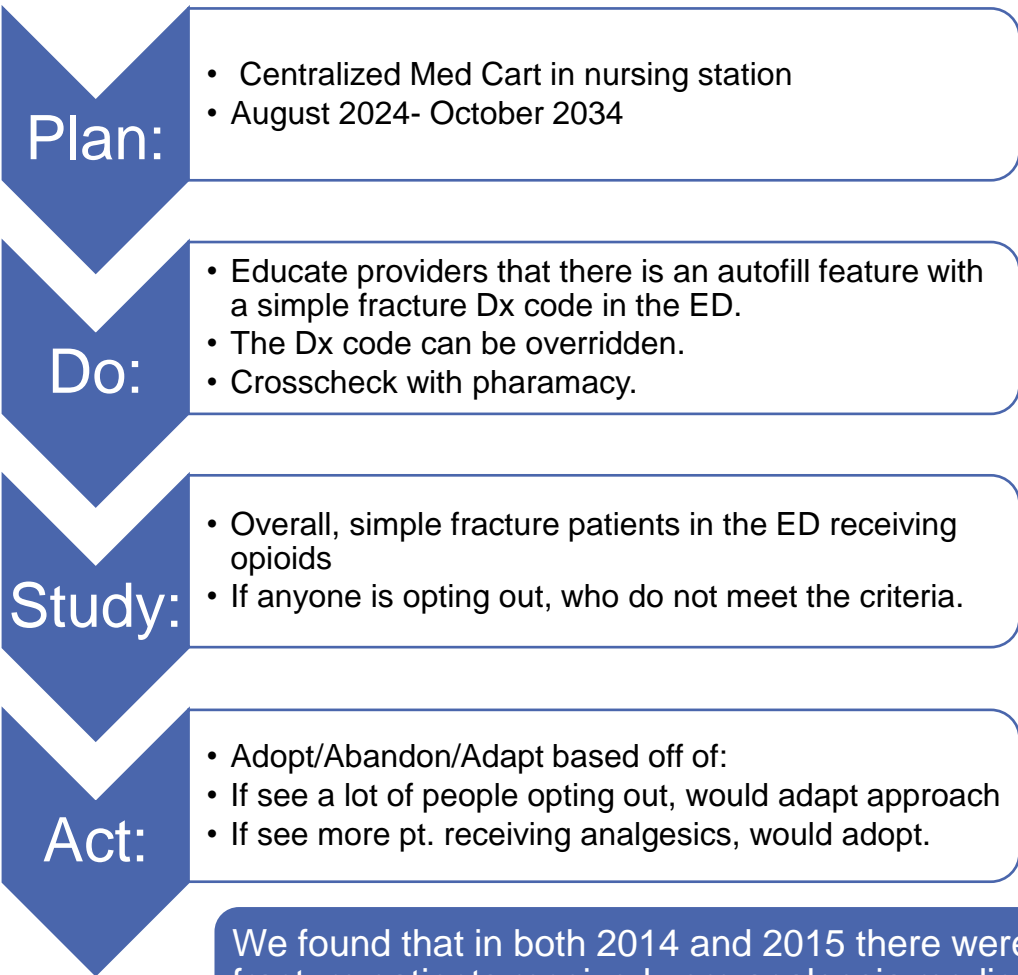 Plan:
• Centralized Med Cart in nursing station
• August 2024- October 2034
Do:
• Educate providers that there is an autofill feature with
a simple fracture Dx code in the ED.
• The Dx code can be overridden.
• Crosscheck with pharamacy.
Study:
• Overall, simple fracture patients in the ED receiving
opioids
• If anyone is opting out, who do not meet the criteria.
Act:
• Adopt/Abandon/Adapt based off of:
• If see a lot of people opting out, would adapt approach
• If see more pt. receiving analgesics, would adopt.
We found that in both 2014 and 2015 there were